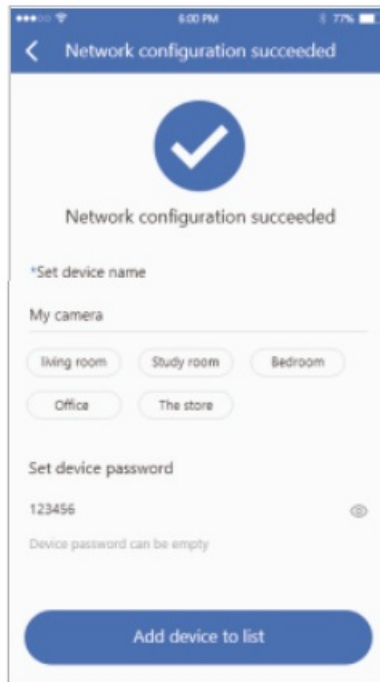 6:00 PM 77%
Network configuration succeeded
Network configuration succeeded
*Set device name
My camera
living room Study room Bedroom
Office The store
Set device password
123456
Device password can be empty
Add device to list